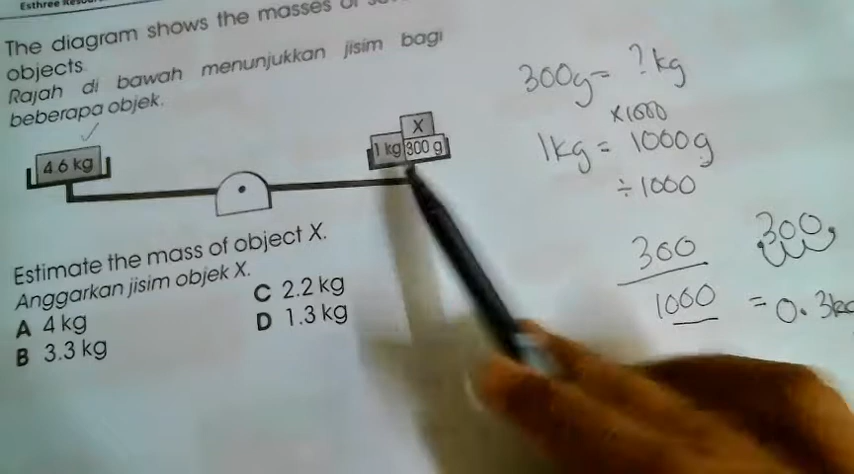 Esthree
The diagram shows the masses
objects.
Rajah di bawah menunjukkan jisim bagi
beberapa objek.
4.6 kg
X
1 kg 300 g
Estimate the mass of object X.
Anggarkan jisim objek X.
A 4 kg
B 3.3 kg
C 2.2 kg
D 1.3 kg
300g = ? kg
×1000
1kg = 1000g
÷1000
300
1000
300
= 0.3kg